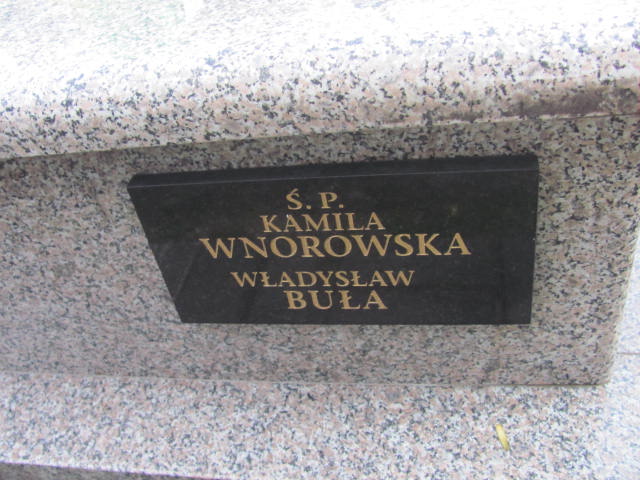 Ś. P.
KAMILA
WNOROWSKA
WŁADYSŁAW
BUŁA